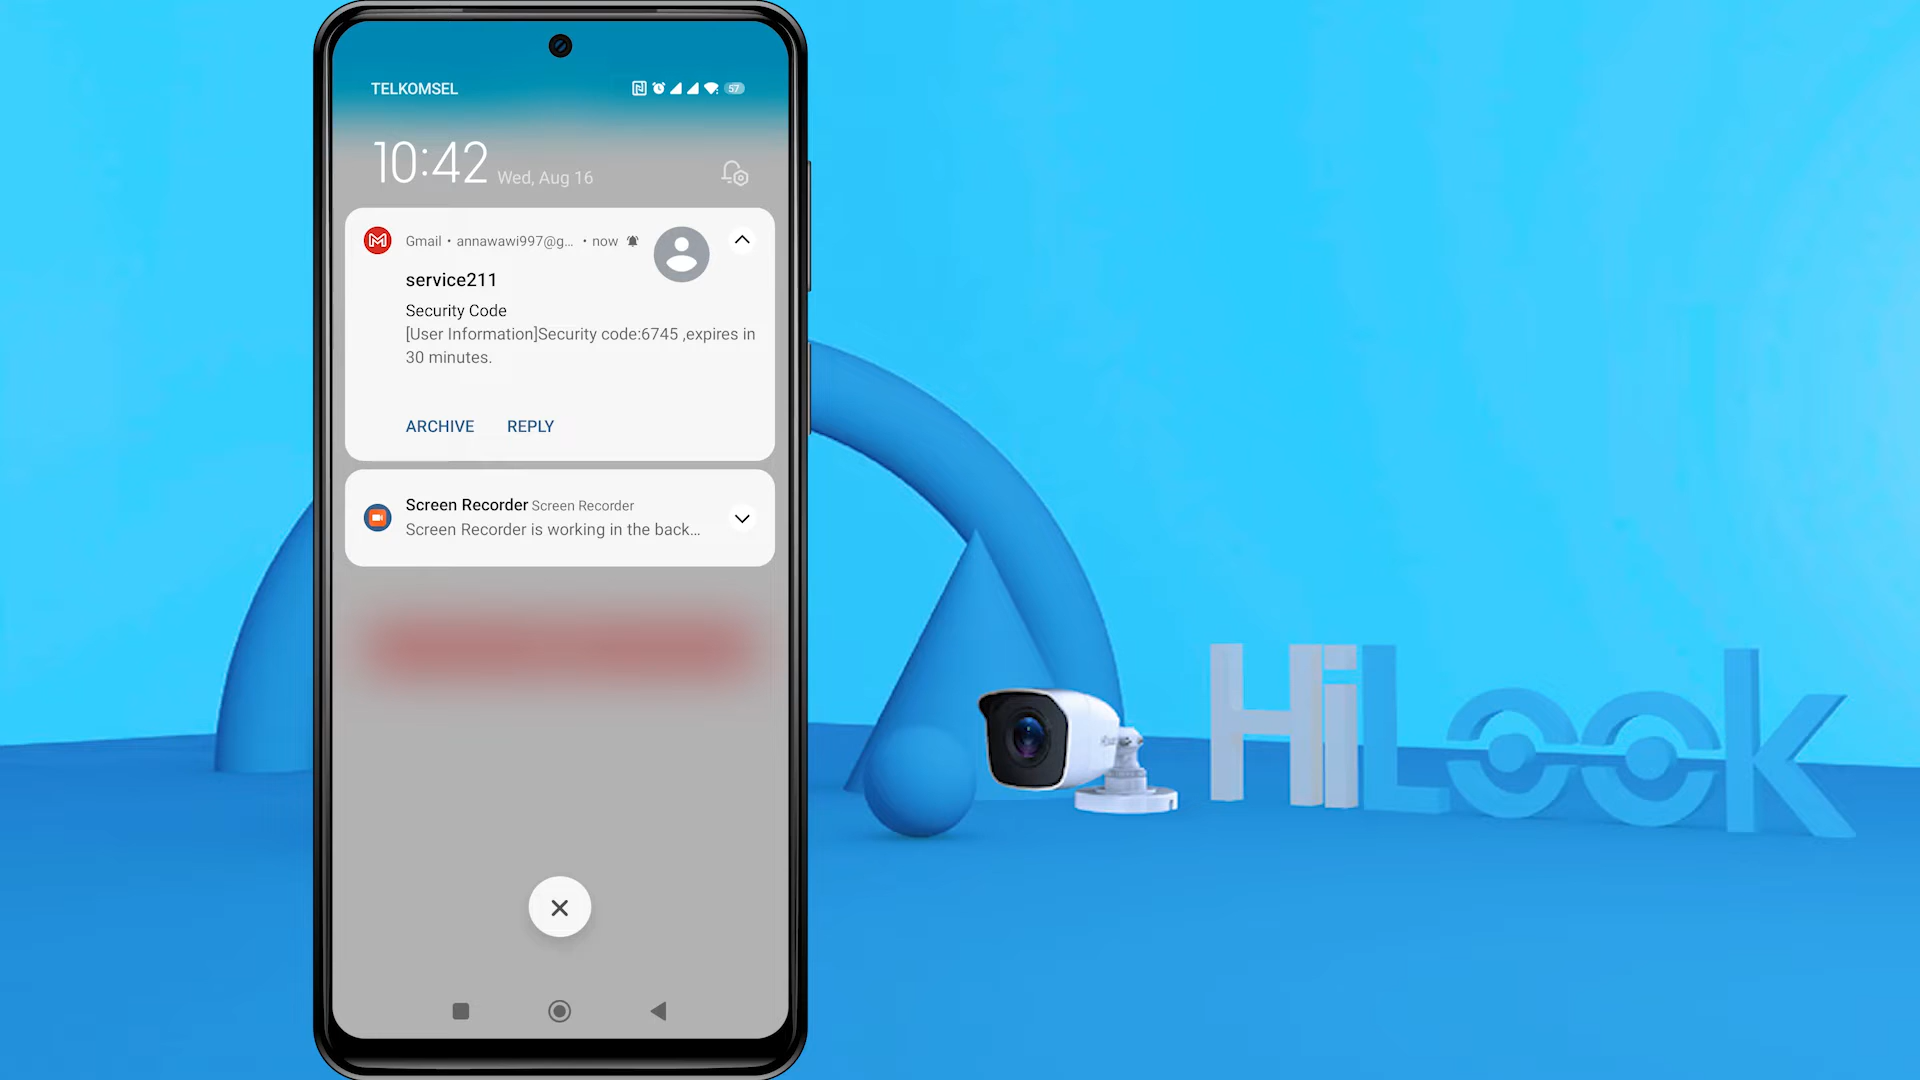 TELKOMSEL
57
10:42 Wed, Aug 16
Gmail • annawawi997@g... • now
service211
Security Code
[User Information]Security code:6745 ,expires in
30 minutes.
ARCHIVE REPLY
Screen Recorder Screen Recorder
Screen Recorder is working in the back...
HiLook